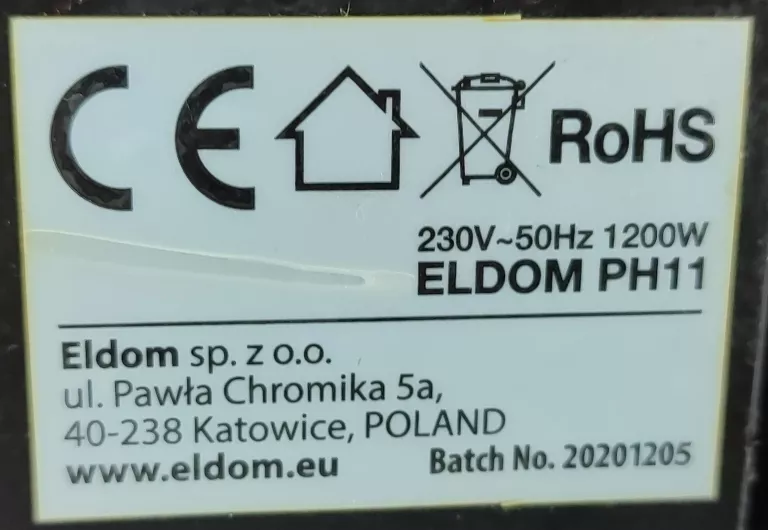 CE RoHS
230V~50Hz 1200W
ELDOM PH11
Eldom sp. z o.o.
ul. Pawła Chromika 5a,
40-238 Katowice, POLAND
www.eldom.eu Batch No. 20201205